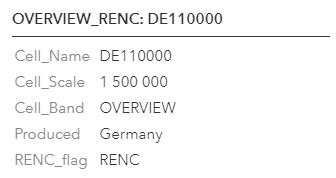 OVERVIEW_RENC: DE110000
Cell_Name DE110000
Cell_Scale 1 500 000
Cell_Band OVERVIEW
Produced Germany
RENC_flag RENC